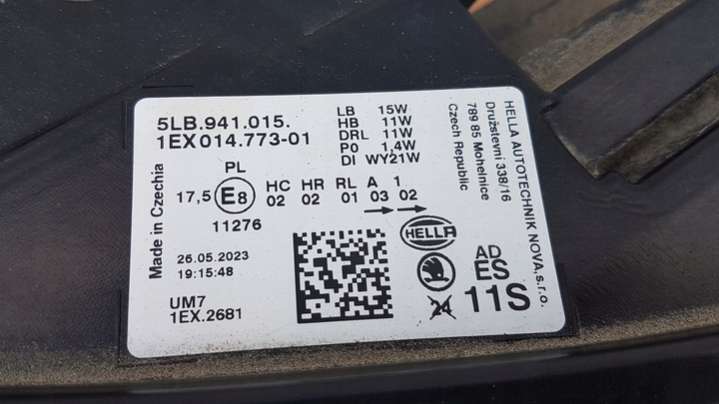 5LB.941.015.
1EX014.773-01
LB 15W
HB 11W
DRL 11W
P0 1,4W
DI WY21W
PL
17,5 E8 HC HR RL A 1
02 02 01 03 02
11276
Made in Czechia
26.05.2023
19:15:48
UM7
1EX.2681
HELLA
AD
ES
11S
HELLA AUTOTECHNIK NOVA, s.r.o.
Družstevní 338/16
789 85 Mohelnice
Czech Republic